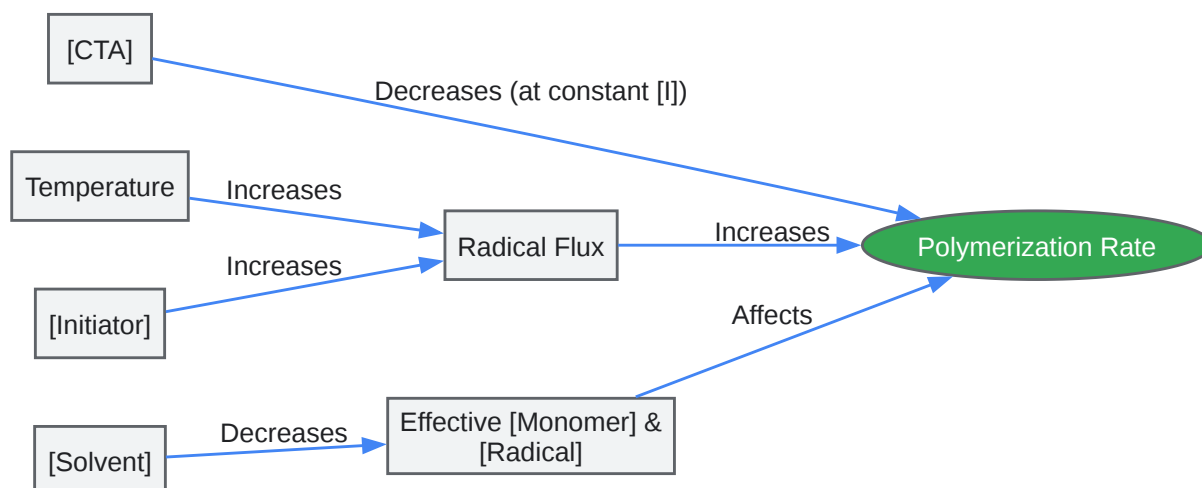 [CTA]
Decreases (at constant [I])
Temperature
Increases
Radical Flux
Increases
Polymerization Rate
Increases
[Initiator]
Affects
Effective [Monomer] &
[Radical]
Decreases
[Solvent]